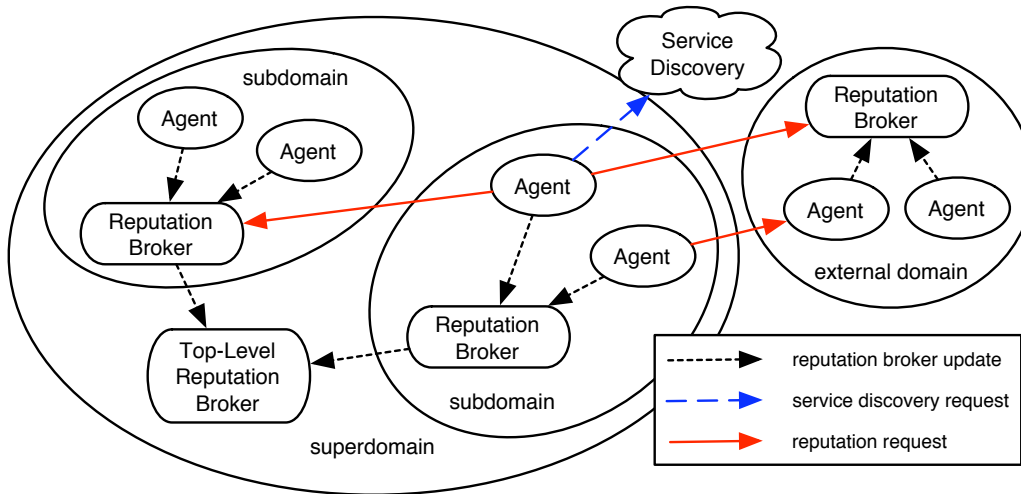 Service
Discovery
subdomain
Agent
Agent
Reputation
Broker
Top-Level
Reputation
Broker
superdomain
Agent
Agent
Reputation
Broker
subdomain
Reputation
Broker
Agent
Agent
external domain
reputation broker update
service discovery request
reputation request